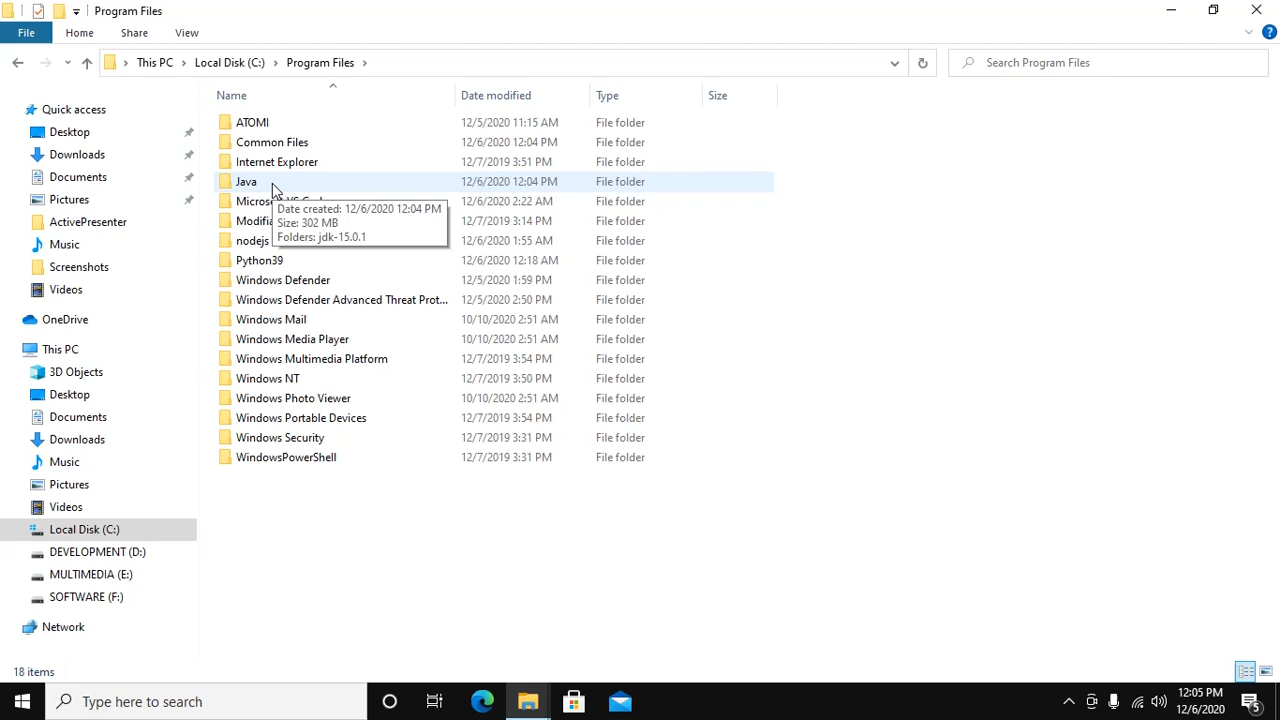 Program Files
File Home Share View
This PC Local Disk (C:) Program Files Search Program Files
Name Date modified Type Size
Quick access
Desktop
Downloads
Documents
Pictures
ActivePresenter
Music
Screenshots
Videos
OneDrive
This PC
3D Objects
Desktop
Documents
Downloads
Music
Pictures
Videos
Local Disk (C:)
DEVELOPMENT (D:)
MULTIMEDIA (E:)
SOFTWARE (F:)
Network
ATOMI 12/5/2020 11:15 AM File folder
Common Files 12/6/2020 12:04 PM File folder
Internet Explorer 12/7/2019 3:51 PM File folder
Java 12/6/2020 12:04 PM File folder
12/6/2020 2:22 AM File folder
12/7/2019 3:14 PM File folder
nodejs 12/6/2020 1:55 AM File folder
Date created: 12/6/2020 12:04 PM
Size: 302 MB
Folders: jdk-15.0.1
Python39 12/6/2020 12:18 AM File folder
Windows Defender 12/5/2020 1:59 PM File folder
Windows Defender Advanced Threat Prot... 12/5/2020 2:50 PM File folder
Windows Mail 10/10/2020 2:51 AM File folder
Windows Media Player 10/10/2020 2:51 AM File folder
Windows Multimedia Platform 12/7/2019 3:54 PM File folder
Windows NT 12/7/2019 3:50 PM File folder
Windows Photo Viewer 10/10/2020 2:51 AM File folder
Windows Portable Devices 12/7/2019 3:54 PM File folder
Windows Security 12/7/2019 3:31 PM File folder
WindowsPowerShell 12/7/2019 3:31 PM File folder
18 items
Type here to search
12:05 PM
12/6/2020
5